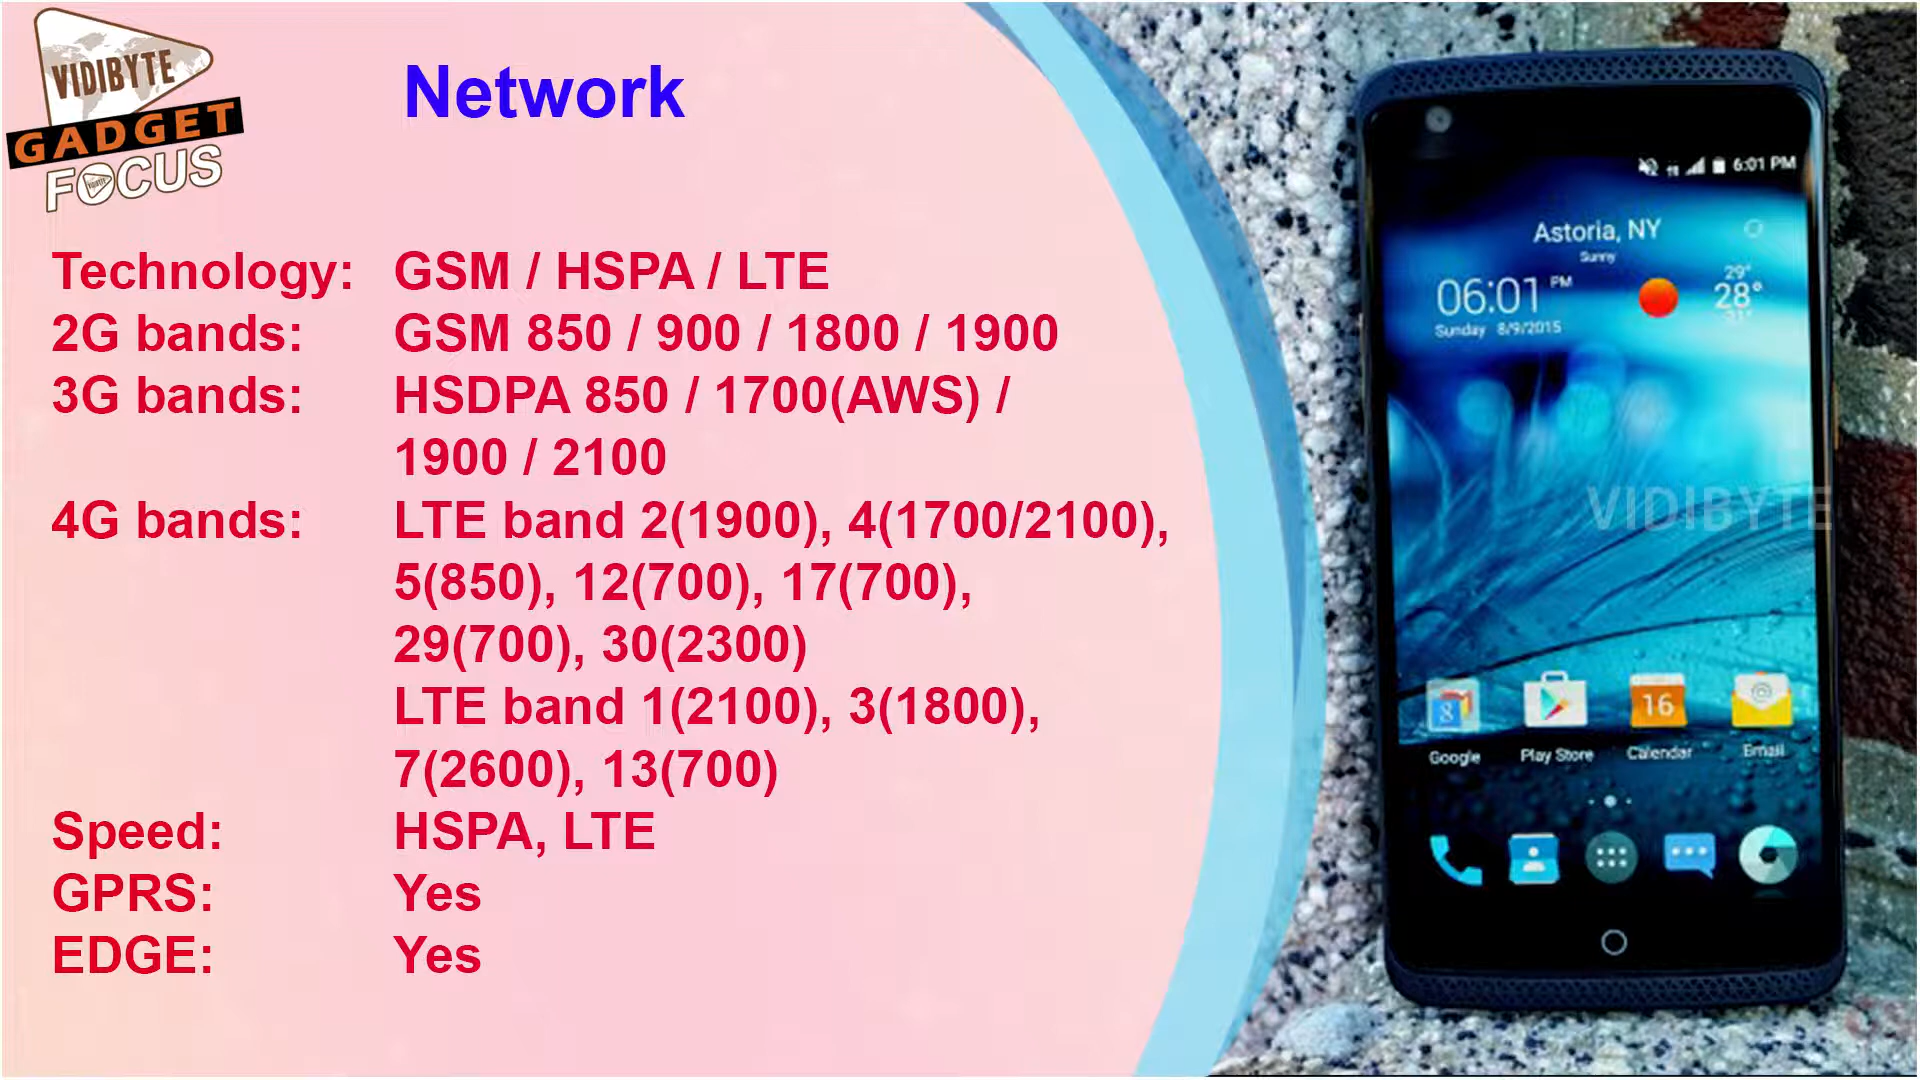 VIDIBYTE
GADGET
FOCUS
Network
Technology: GSM / HSPA / LTE
2G bands: GSM 850 / 900 / 1800 / 1900
3G bands: HSDPA 850 / 1700(AWS) /
1900 / 2100
4G bands: LTE band 2(1900), 4(1700/2100),
5(850), 12(700), 17(700),
29(700), 30(2300)
LTE band 1(2100), 3(1800),
7(2600), 13(700)
Speed: HSPA, LTE
GPRS: Yes
EDGE: Yes
6:01 PM
Astoria, NY
Sunny
06:01 PM
Sunday 8/9/2015
29°
28°
VIDIBYTE
8
16
Google
Play Store
Calendar
Email